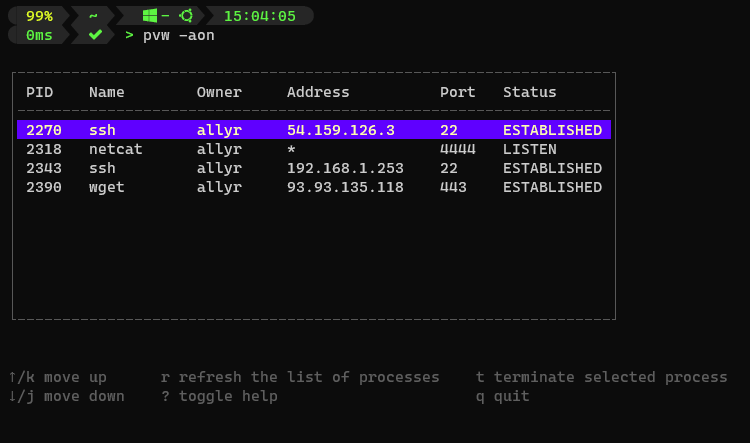 99% ~ – 15:04:05
0ms ✔ > pvw -aon
PID Name Owner Address Port Status
2270 ssh allyr 54.159.126.3 22 ESTABLISHED
2318 netcat allyr * 4444 LISTEN
2343 ssh allyr 192.168.1.253 22 ESTABLISHED
2390 wget allyr 93.93.135.118 443 ESTABLISHED
↑/k move up r refresh the list of processes t terminate selected process
↓/j move down ? toggle help q quit